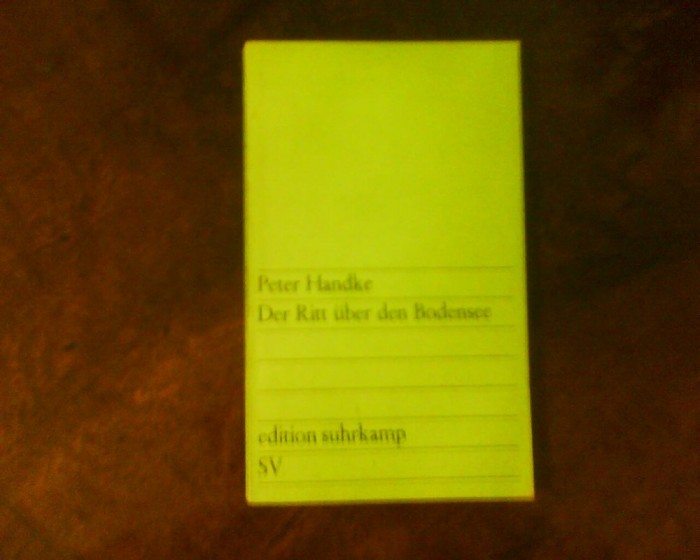 Peter Handke
Der Ritt über den Bodensee
edition suhrkamp
SV